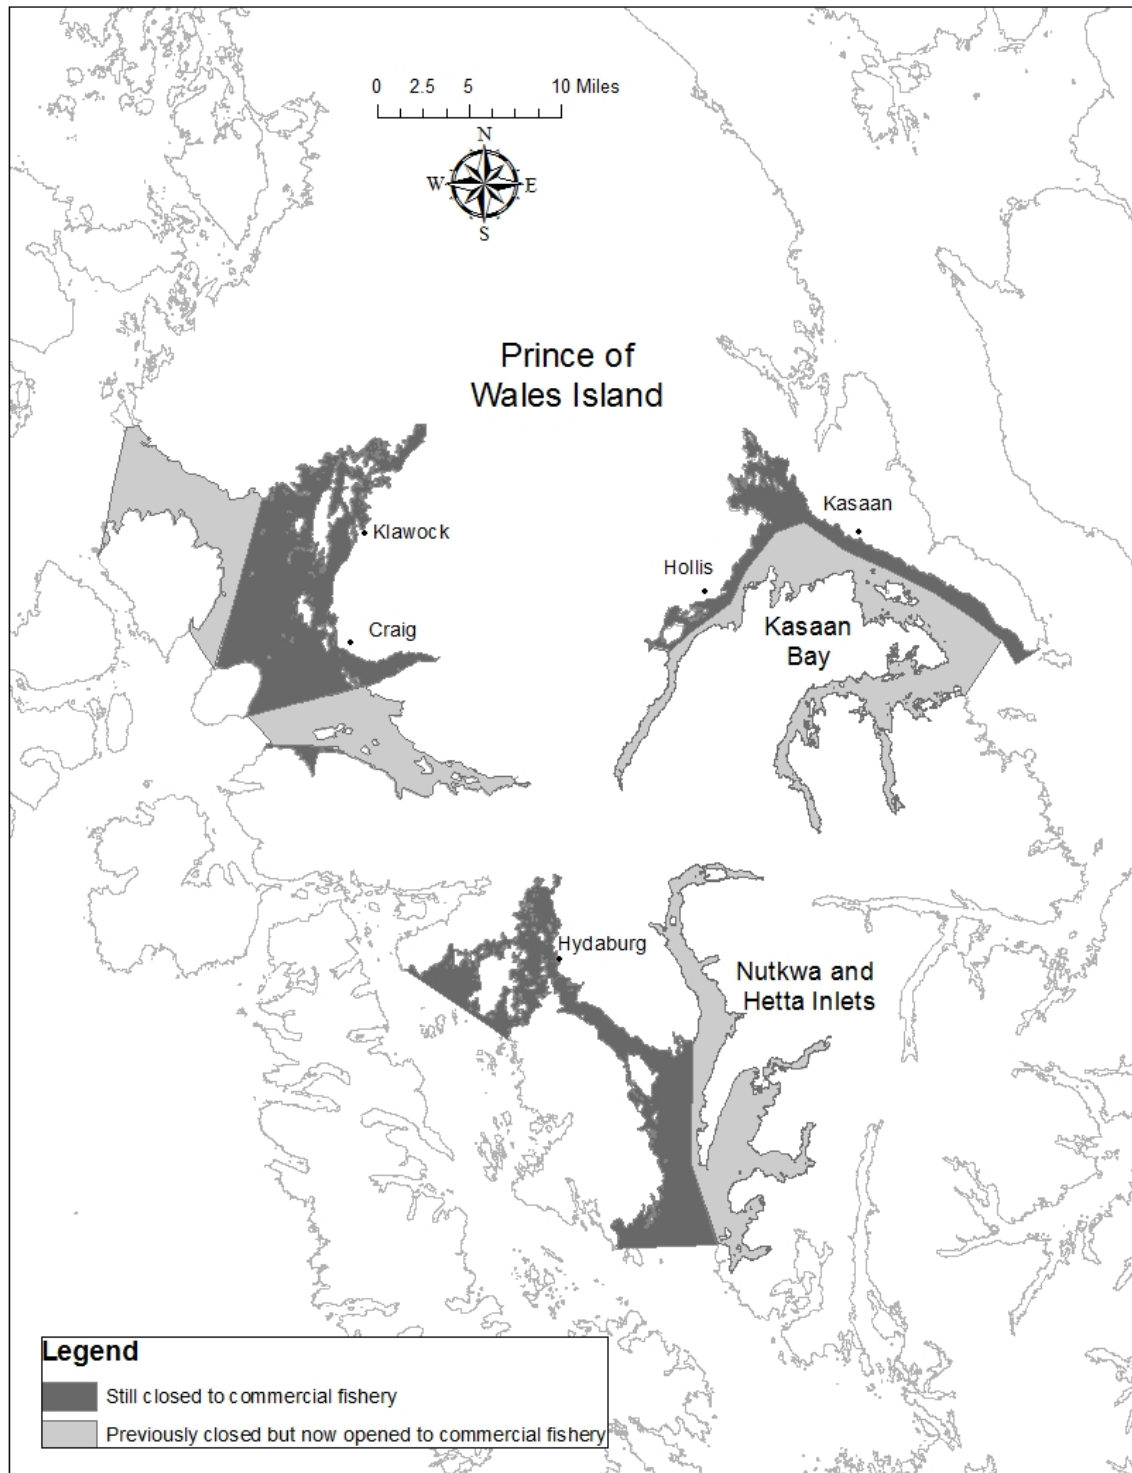 0 2.5 5 10 Miles
N
W E
S
Prince of
Wales Island
Kasaan
Klawock
Hollis
Craig
Kasaan
Bay
Hydaburg
Nutkwa and
Hetta Inlets
Legend
Still closed to commercial fishery
Previously closed but now opened to commercial fishery